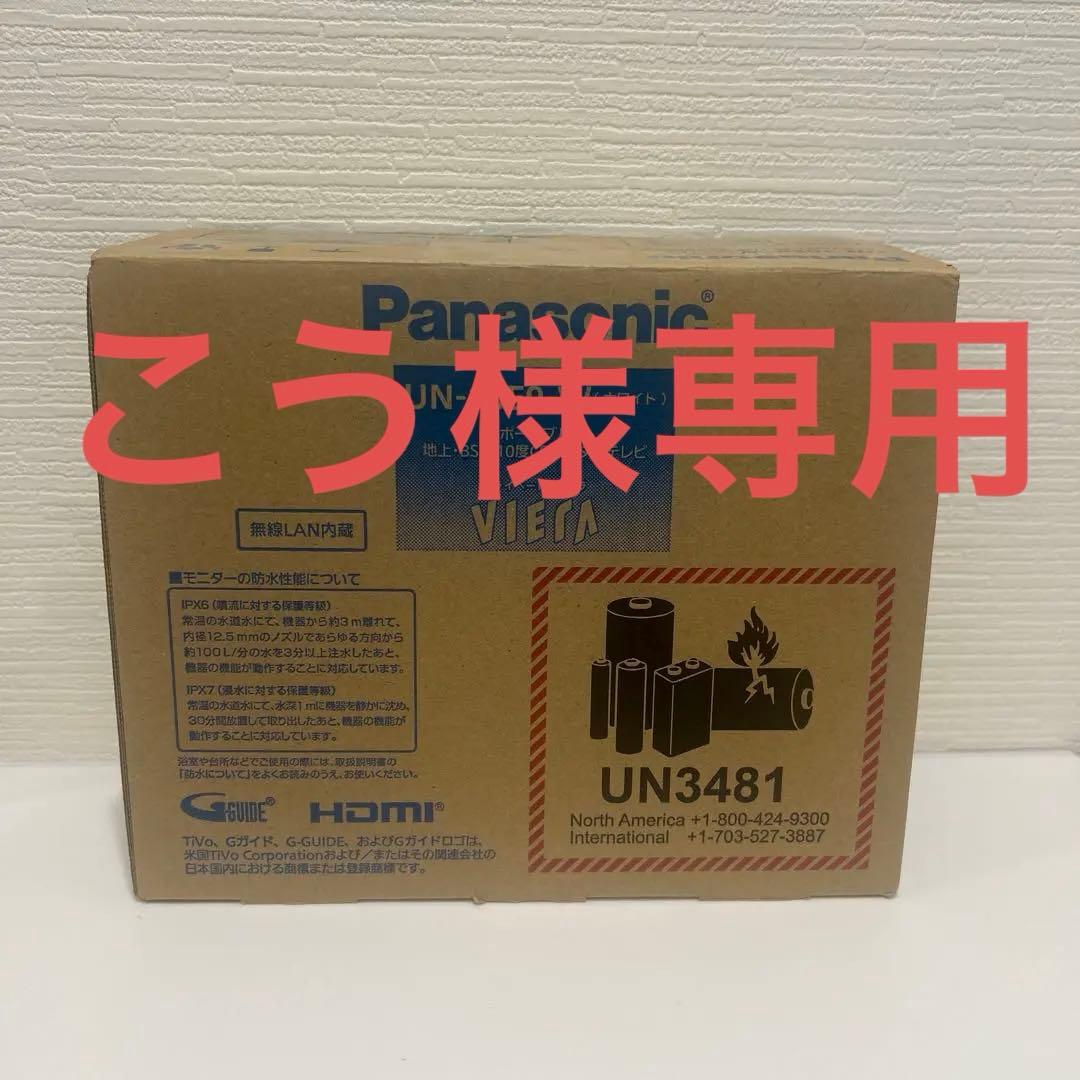 Panasonic®
こう様専用
UN-
地上・BS
10度
テレビ
VIERA
無線LAN内蔵
■モニターの防水性能について
IPX6（噴流に対する保護等級）
常温の水道水にて、機器から約3m離れて、
内径12.5mmのノズルであらゆる方向から
約100L/分の水を3分以上注水したあと、
機器の機能が動作することに対応しています。
IPX7（浸水に対する保護等級）
常温の水道水にて、水深1mに機器を静かに沈め、
30分間放置して取り出したあと、機器の機能が
動作することに対応しています。
浴室や台所などでご使用の際には、取扱説明書の
「防水について」をよくお読みのうえ、お使いください。
G-GUIDE® HDMI®
TiVo、Gガイド、G-GUIDE、およびGガイドロゴは、
米国TiVo Corporationおよび／またはその関連会社の
日本国内における商標または登録商標です。
UN3481
North America +1-800-424-9300
International +1-703-527-3887